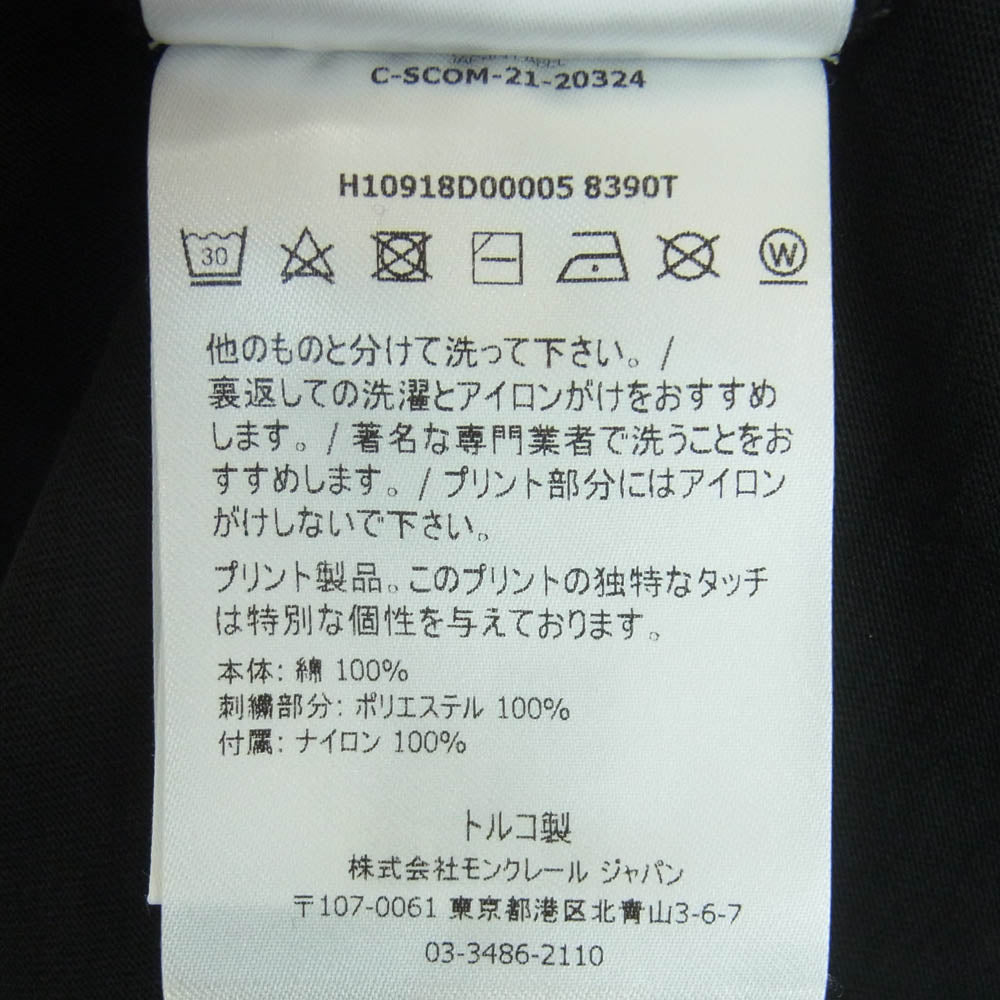 C-SCOM-21-20324
H10918D00005 8390T
30 W
他のものと分けて洗って下さい。/
裏返しての洗濯とアイロンがけをおすすめ
します。/ 著名な専門業者で洗うことをお
すすめします。/ プリント部分にはアイロン
がけしないで下さい。
プリント製品。このプリントの独特なタッチ
は特別な個性を与えております。
本体: 綿 100%
刺繍部分: ポリエステル 100%
付属: ナイロン 100%
トルコ製
株式会社モンクレール ジャパン
〒107-0061 東京都港区北青山3-6-7
03-3486-2110